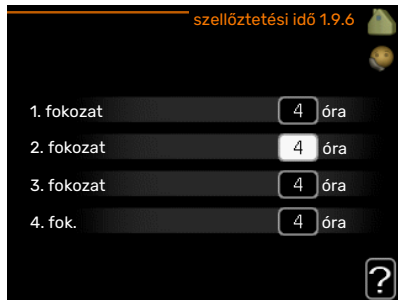 szellőztetési idő 1.9.6
1. fokozat 4 óra
2. fokozat 4 óra
3. fokozat 4 óra
4. fok. 4 óra
?